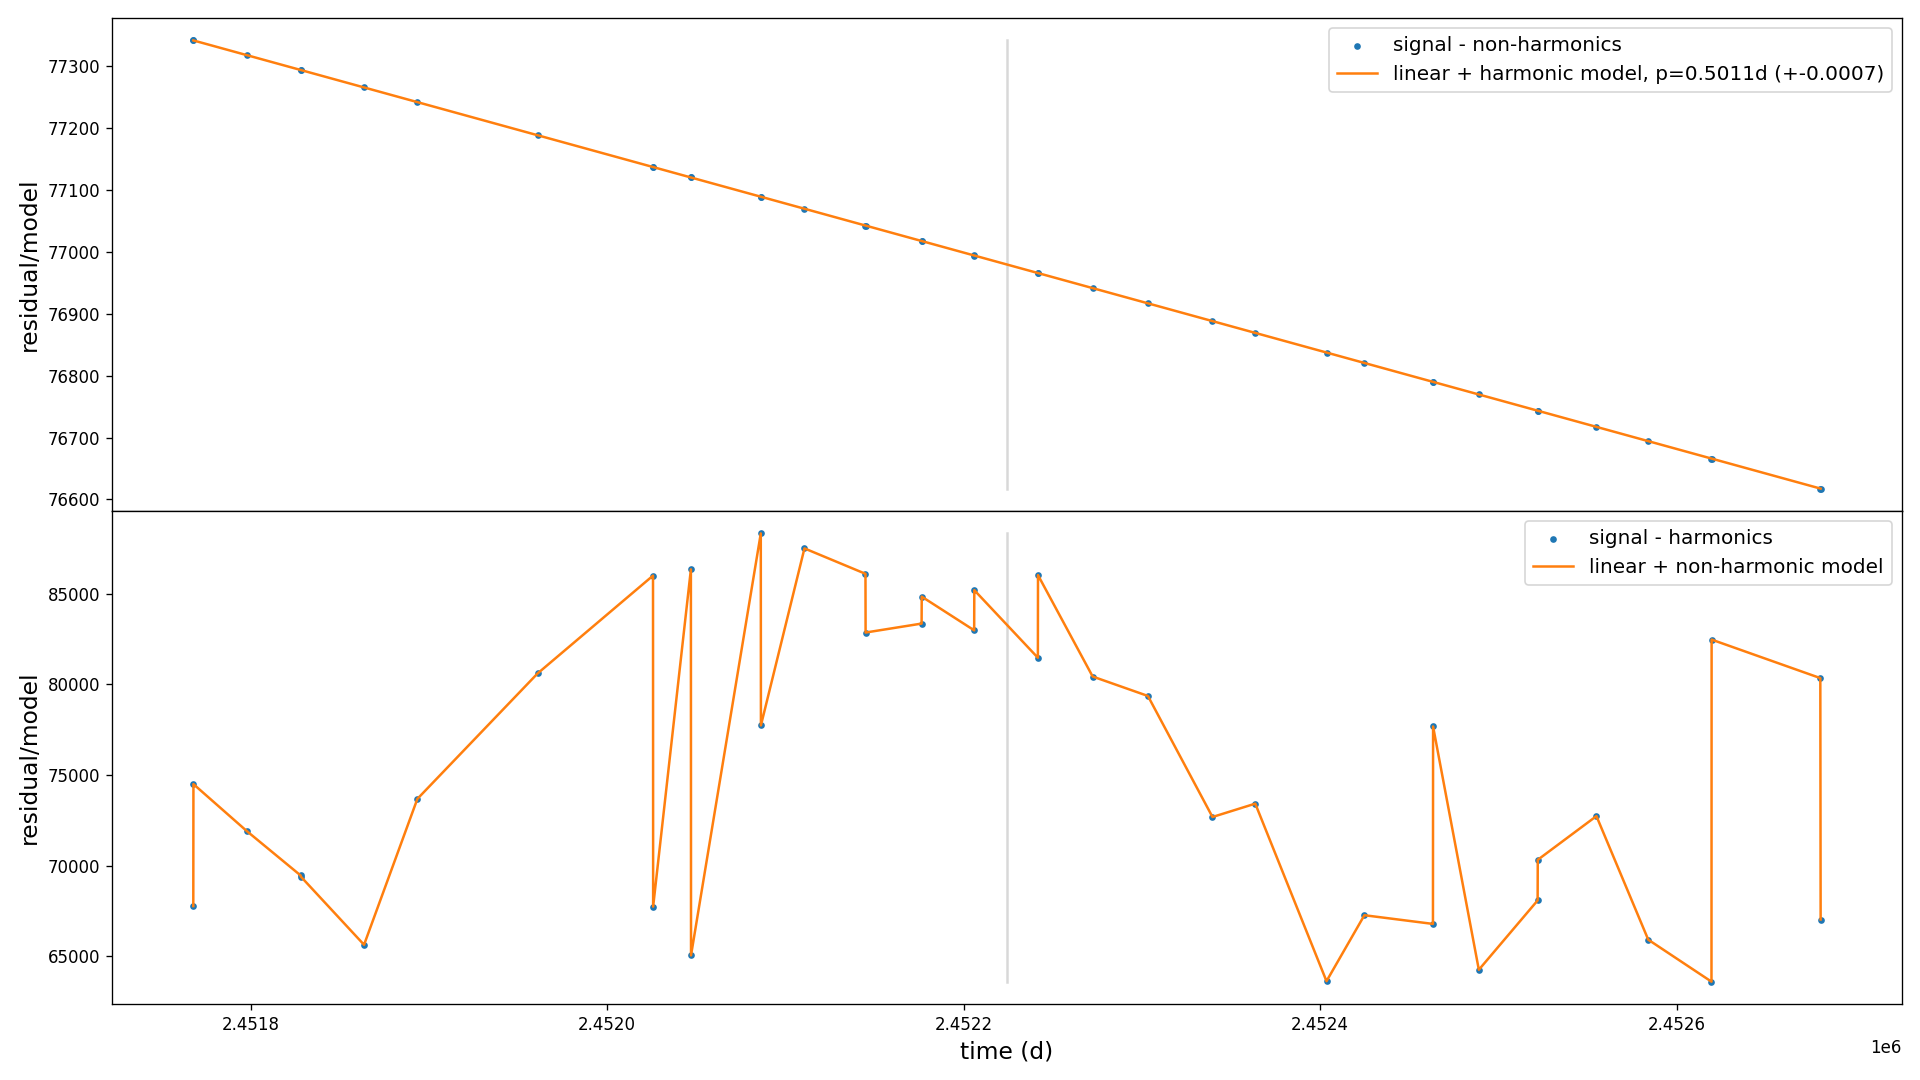 signal - non-harmonics
linear + harmonic model, p=0.5011d (+-0.0007)
77300
77200
77100
77000
76900
76800
76700
76600
residual/model
signal - harmonics
linear + non-harmonic model
85000
80000
75000
70000
65000
residual/model
2.4518 2.4520 2.4522 2.4524 2.4526
time (d)
1e6